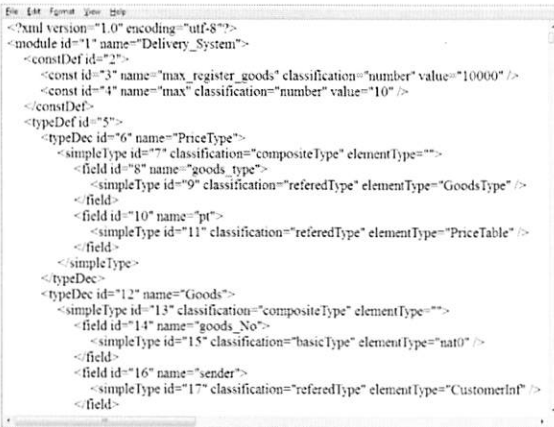 File Edit Format View Help
<?xml version="1.0" encoding="utf-8"?>
<module id="1" name="Delivery_System">
<constDef id="2">
<const id="3" name="max_register_goods" classification="number" value="10000" />
<const id="4" name="max" classification="number" value="10" />
</constDef>
<typeDef id="5">
<typeDec id="6" name="PriceType">
<simpleType id="7" classification="compositeType" elementType="">
<field id="8" name="goods_type">
<simpleType id="9" classification="referedType" elementType="GoodsType" />
</field>
<field id="10" name="pt">
<simpleType id="11" classification="referedType" elementType="PriceTable" />
</field>
</simpleType>
</typeDec>
<typeDec id="12" name="Goods">
<simpleType id="13" classification="compositeType" elementType="">
<field id="14" name="goods_No">
<simpleType id="15" classification="basicType" elementType="nat0" />
</field>
<field id="16" name="sender">
<simpleType id="17" classification="referedType" elementType="CustomerInf" />
</field>